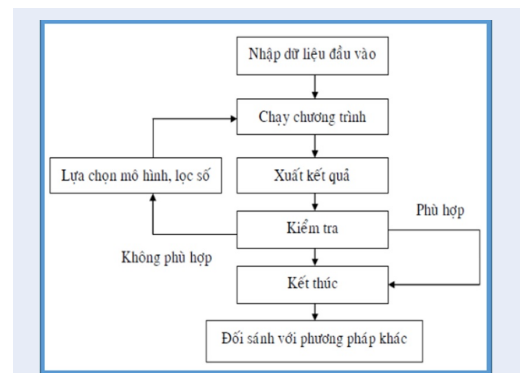 Nhập dữ liệu đầu vào
Chạy chương trình
Lựa chọn mô hình, lọc số
Xuất kết quả
Phù hợp
Kiểm tra
Không phù hợp
Kết thúc
Đối sánh với phương pháp khác